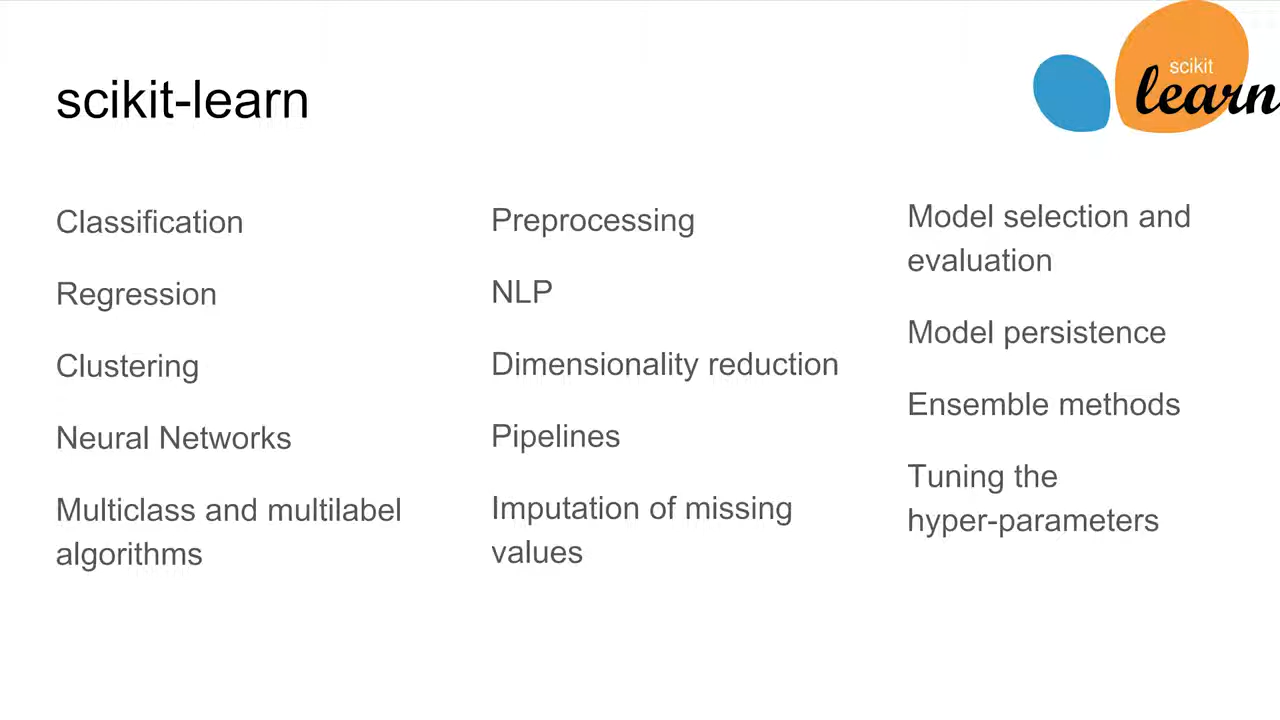 scikit-learn
scikit
learn
Classification
Regression
Clustering
Neural Networks
Multiclass and multilabel
algorithms
Preprocessing
NLP
Dimensionality reduction
Pipelines
Imputation of missing
values
Model selection and
evaluation
Model persistence
Ensemble methods
Tuning the
hyper-parameters